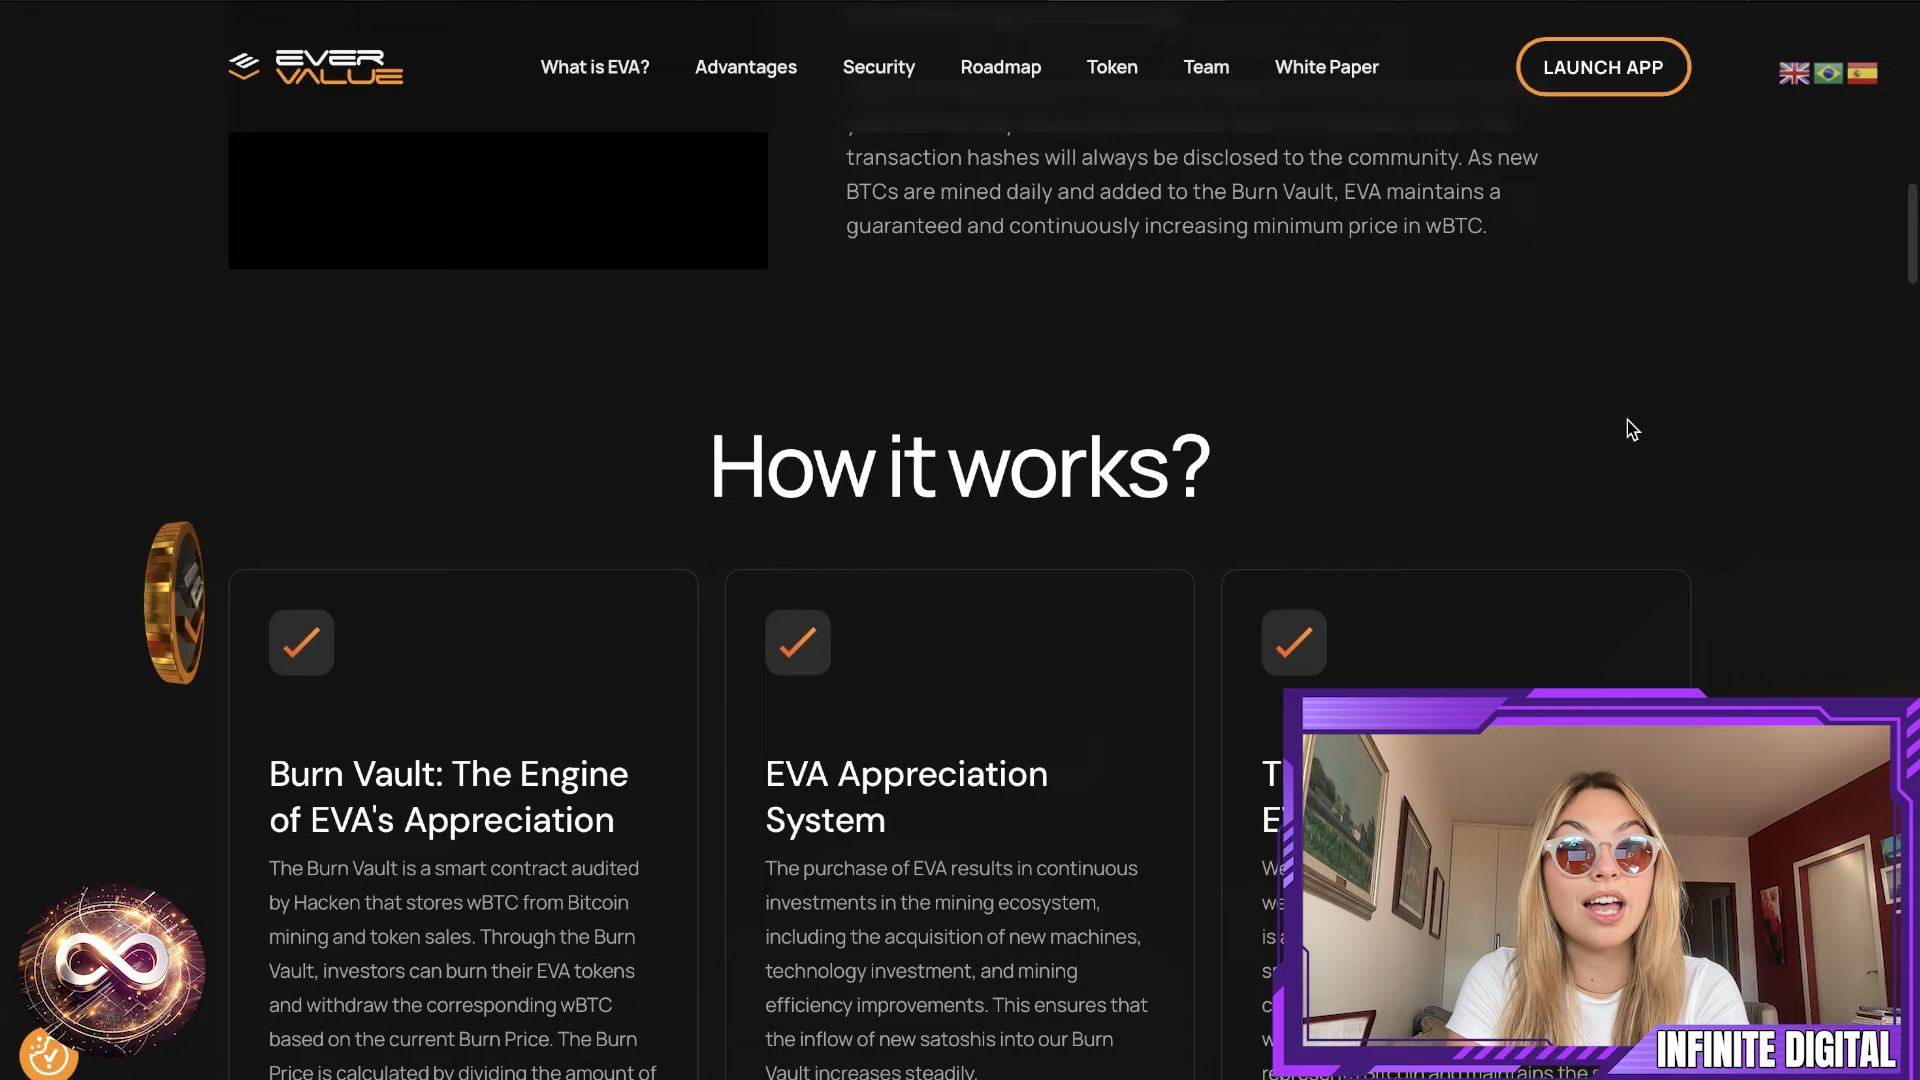 EVER
VALUE
What is EVA?
Advantages
Security
Roadmap
Token
Team
White Paper
LAUNCH APP
transaction hashes will always be disclosed to the community. As new
BTCs are mined daily and added to the Burn Vault, EVA maintains a
guaranteed and continuously increasing minimum price in wBTC.
How it works?
Burn Vault: The Engine
of EVA's Appreciation
The Burn Vault is a smart contract audited
by Hacken that stores wBTC from Bitcoin
mining and token sales. Through the Burn
Vault, investors can burn their EVA tokens
and withdraw the corresponding wBTC
based on the current Burn Price. The Burn
Price is calculated by dividing the amount of
EVA Appreciation
System
The purchase of EVA results in continuous
investments in the mining ecosystem,
including the acquisition of new machines,
technology investment, and mining
efficiency improvements. This ensures that
the inflow of new satoshis into our Burn
Vault increases steadily.
INFINITE DIGITAL